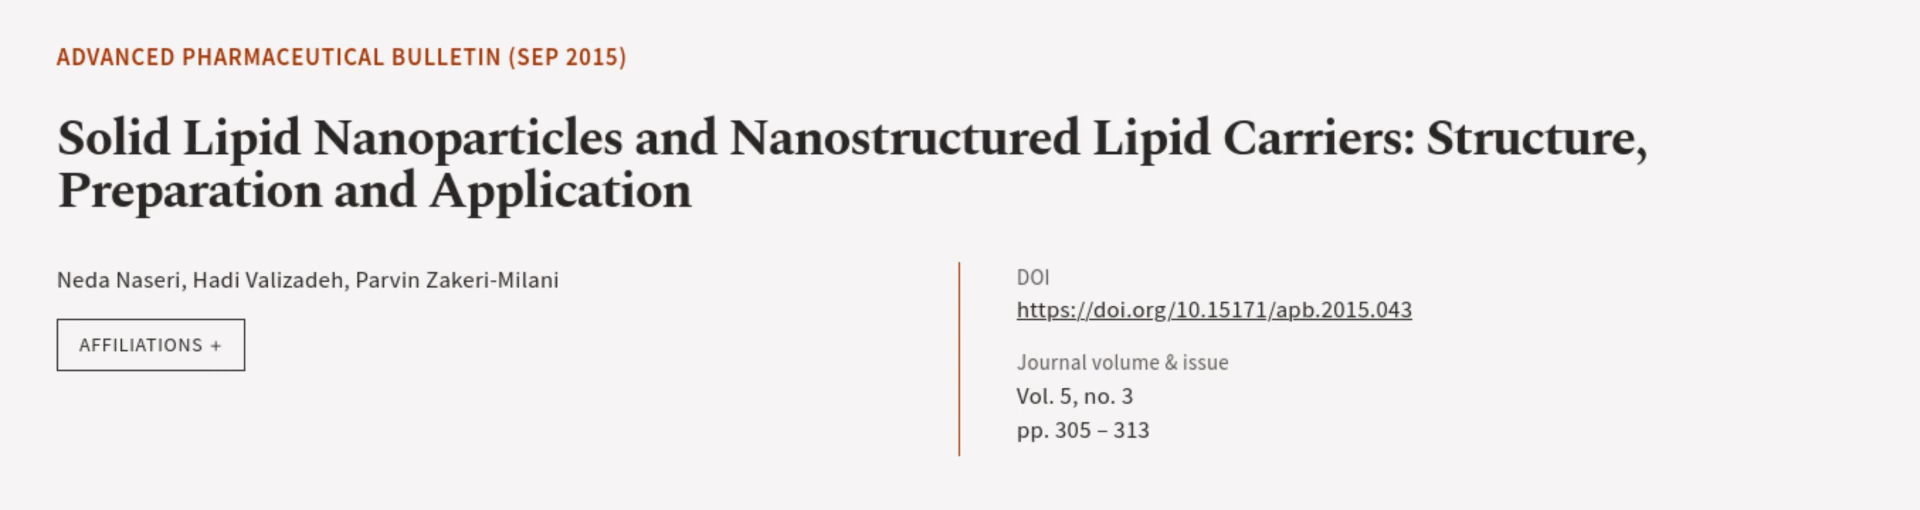 ADVANCED PHARMACEUTICAL BULLETIN (SEP 2015)
Solid Lipid Nanoparticles and Nanostructured Lipid Carriers: Structure,
Preparation and Application
Neda Naseri, Hadi Valizadeh, Parvin Zakeri-Milani
AFFILIATIONS +
DOI
https://doi.org/10.15171/apb.2015.043
Journal volume & issue
Vol. 5, no. 3
pp. 305 – 313